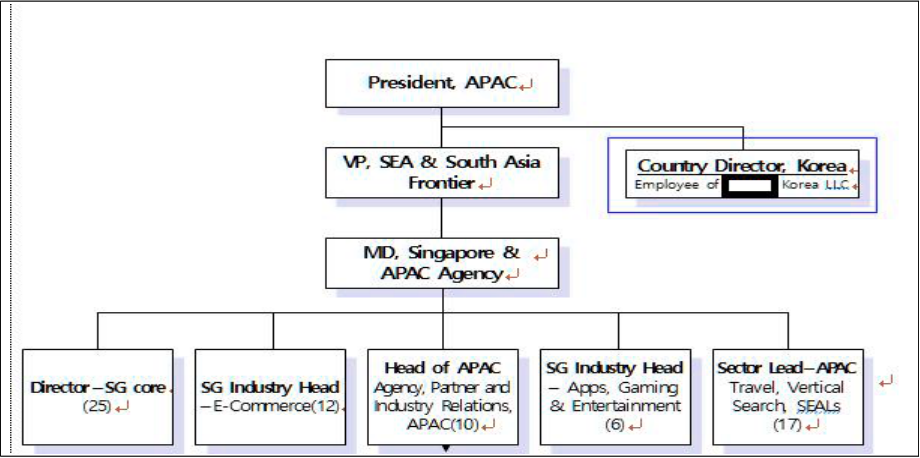 President, APAC
VP, SEA & South Asia
Frontier
Country Director, Korea
Employee of Korea LLC
MD, Singapore &
APAC Agency
Director – SG core
(25)
SG Industry Head
– E-Commerce(12)
Head of APAC
Agency, Partner and
Industry Relations,
APAC(10)
SG Industry Head
– Apps, Gaming
& Entertainment
(6)
Sector Lead – APAC
Travel, Vertical
Search, SEALs
(17)